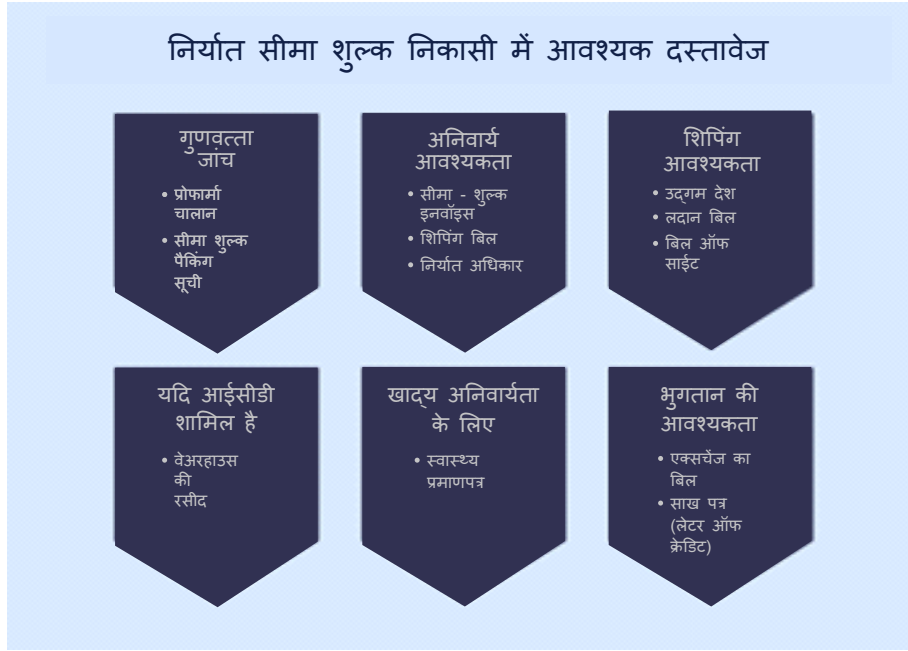 निर्यात सीमा शुल्क निकासी में आवश्यक दस्तावेज
गुणवत्ता
जांच
• प्रोफार्मा
चालान
• सीमा शुल्क
पैकिंग
सूची
अनिवार्य
आवश्यकता
• सीमा - शुल्क
इनवॉइस
• शिपिंग बिल
• निर्यात अधिकार
शिपिंग
आवश्यकता
• उद्गम देश
• लदान बिल
• बिल ऑफ
साईट
यदि आईसीडी
शामिल है
• वेअरहाउस
की
रसीद
खाद्य अनिवार्यता
के लिए
• स्वास्थ्य
प्रमाणपत्र
भुगतान की
आवश्यकता
• एक्सचेंज का
बिल
• साख पत्र
(लेटर ऑफ
क्रेडिट)